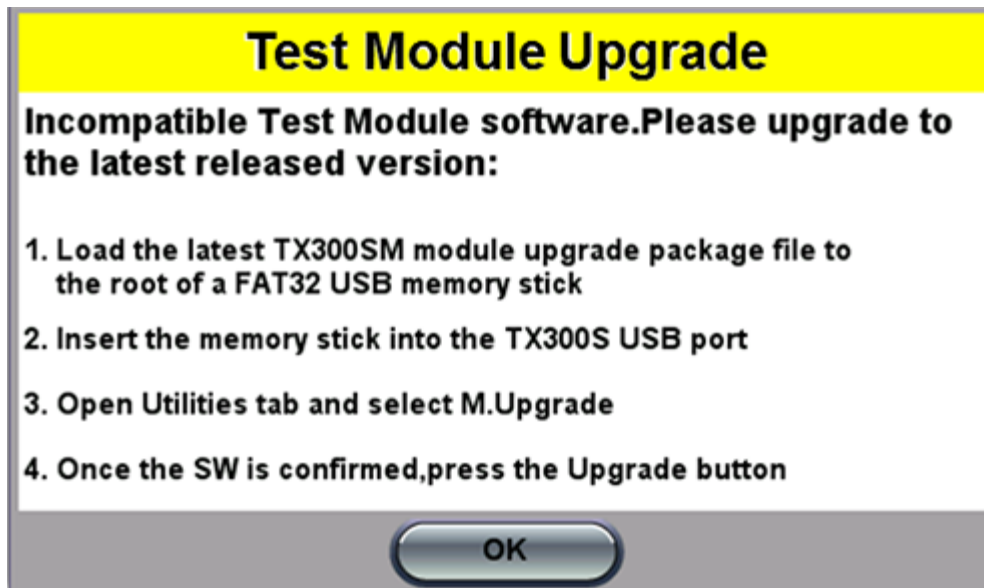 Test Module Upgrade
Incompatible Test Module software.Please upgrade to
the latest released version:
1. Load the latest TX300SM module upgrade package file to
the root of a FAT32 USB memory stick
2. Insert the memory stick into the TX300S USB port
3. Open Utilities tab and select M.Upgrade
4. Once the SW is confirmed,press the Upgrade button
OK